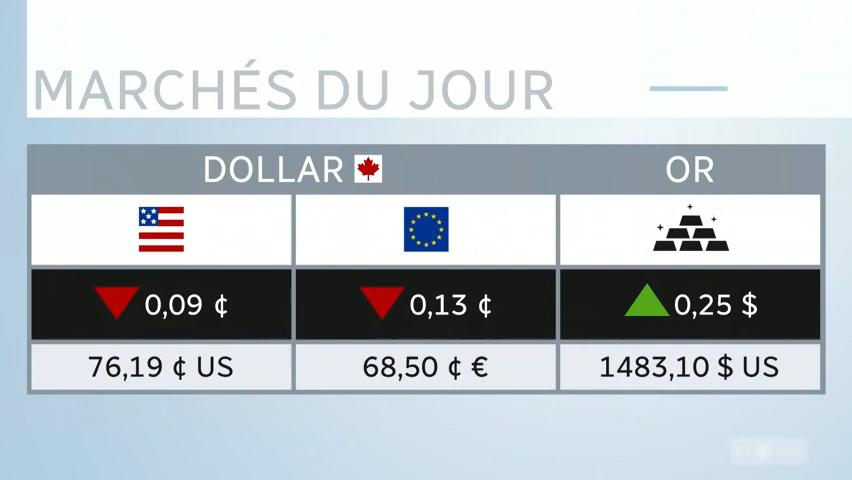 MARCHÉS DU JOUR
DOLLAR OR
0,09 ¢ 0,13 ¢ 0,25 $
76,19 ¢ US 68,50 ¢ € 1483,10 $ US